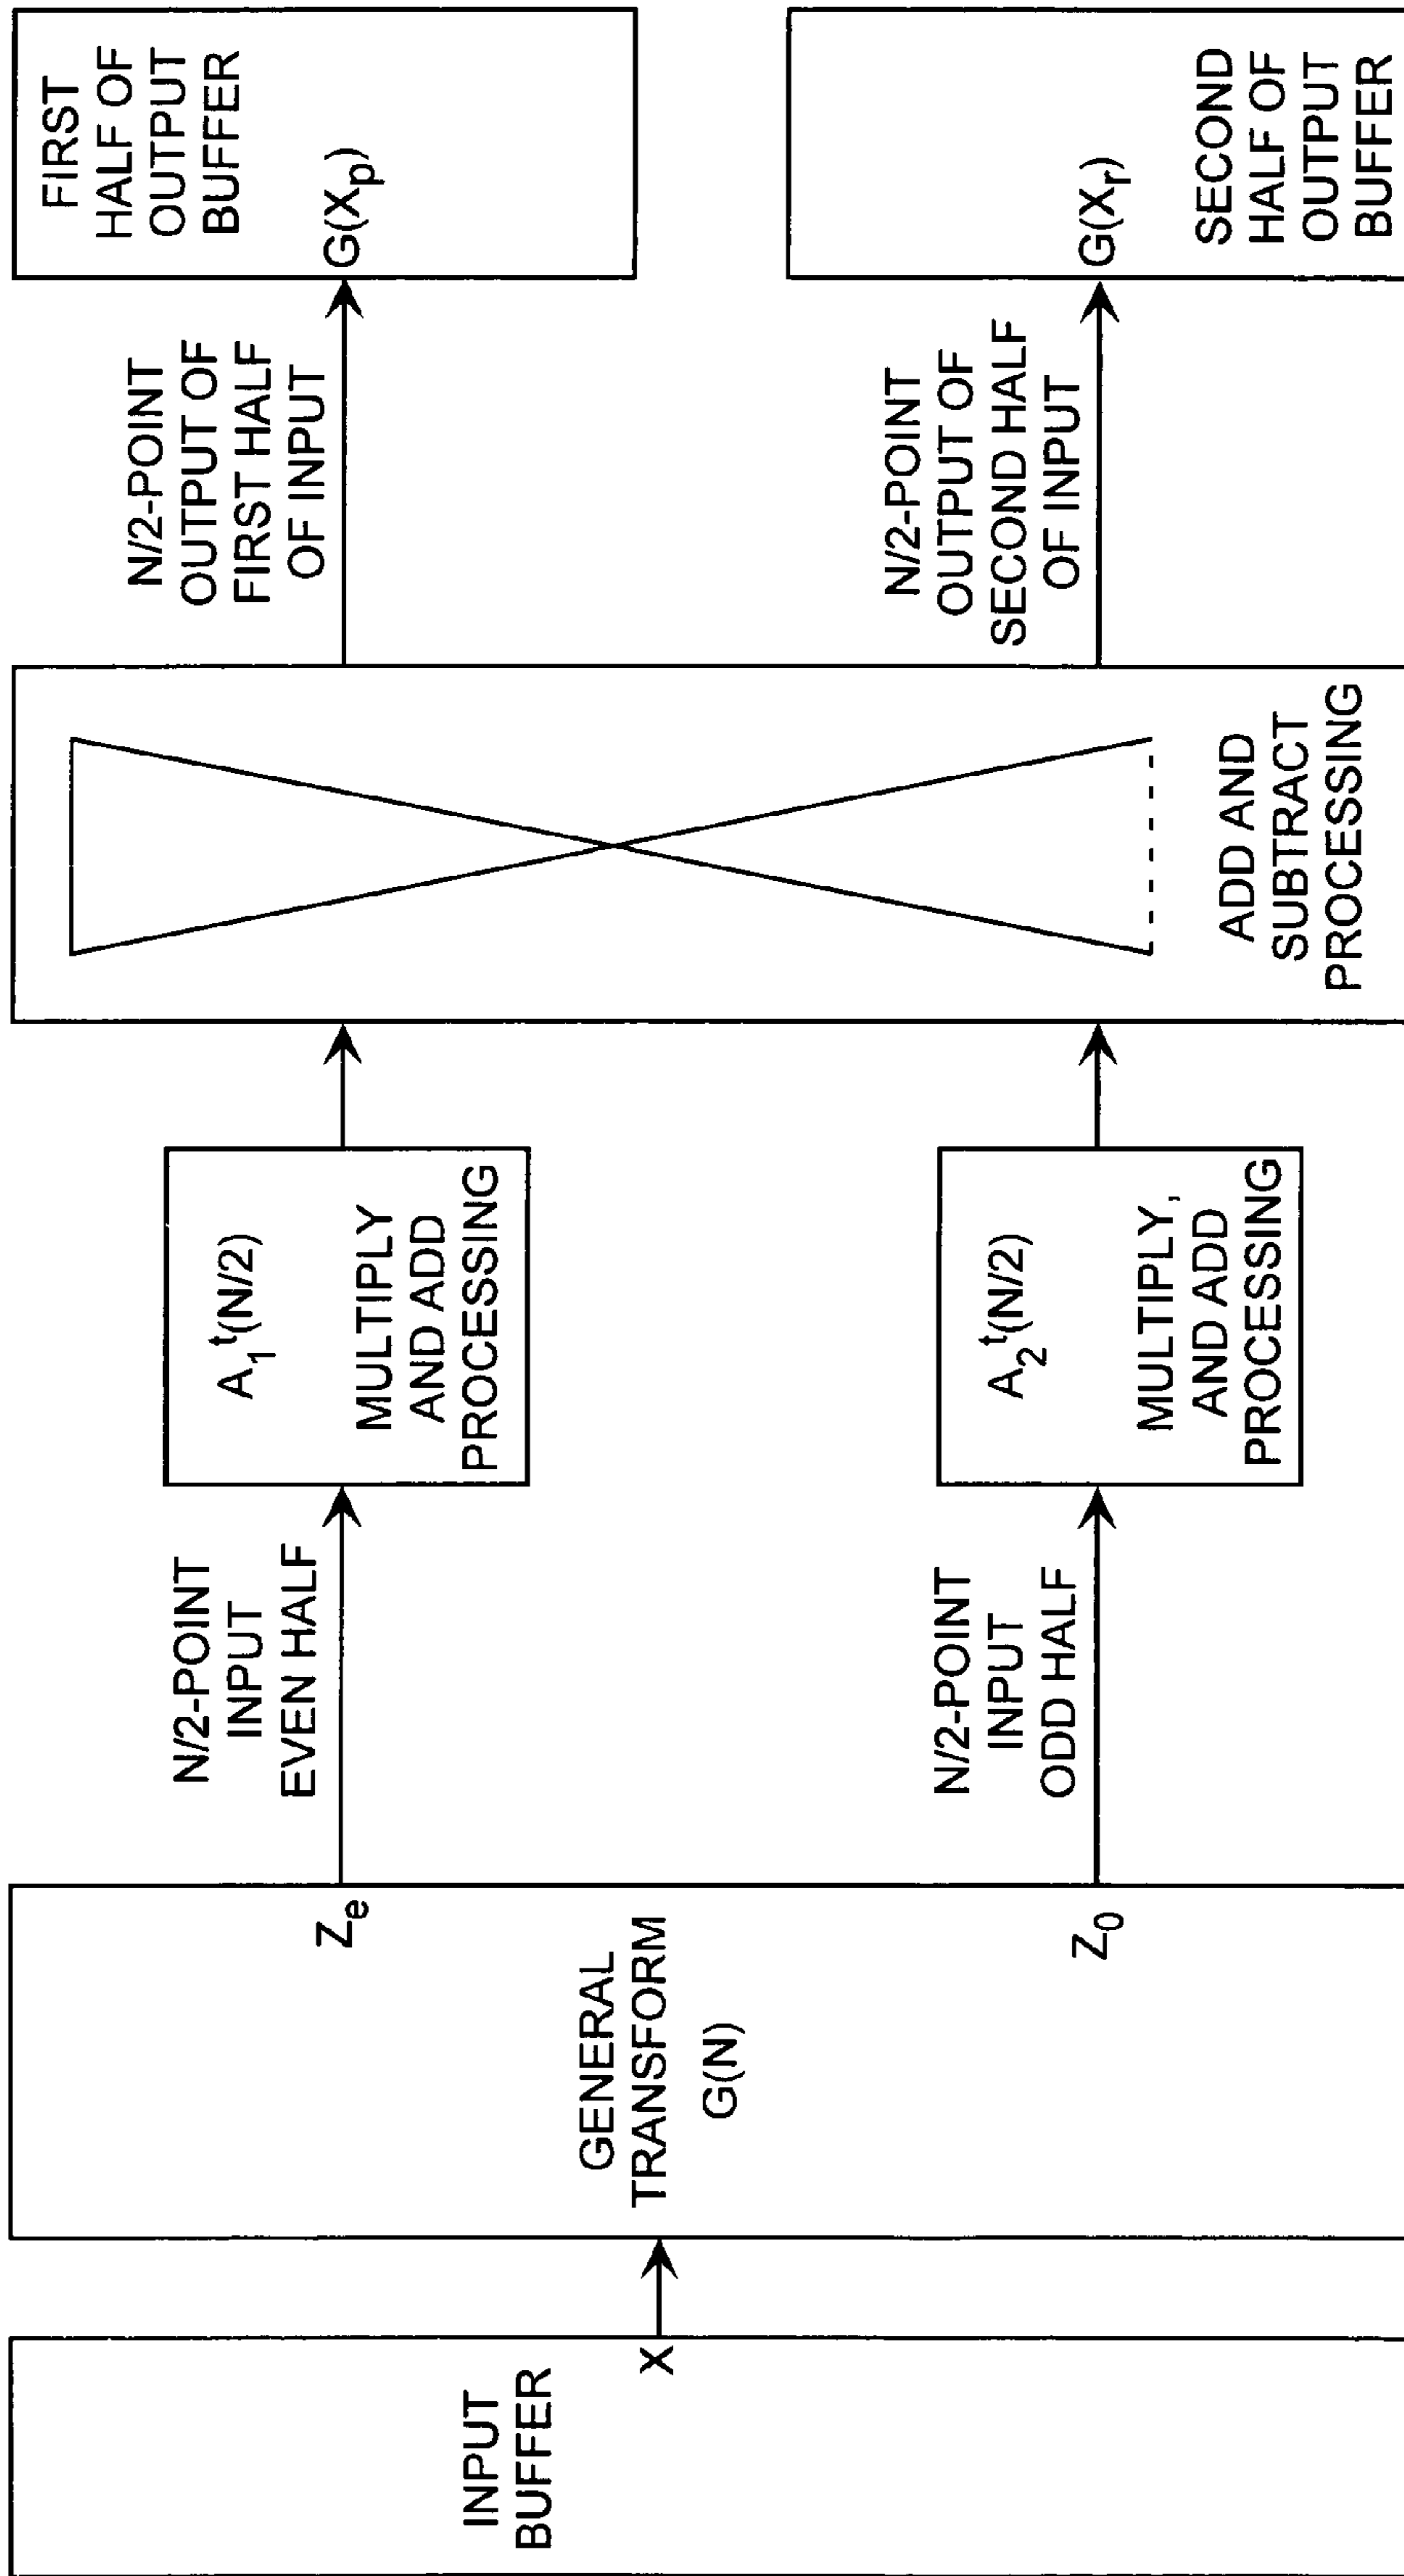 INPUT
BUFFER
X
GENERAL
TRANSFORM
G(N)
Z_e
Z_0
N/2-POINT
INPUT
EVEN HALF
N/2-POINT
INPUT
ODD HALF
A_1^t(N/2)
MULTIPLY
AND ADD
PROCESSING
A_2^t(N/2)
MULTIPLY,
AND ADD
PROCESSING
ADD AND
SUBTRACT
PROCESSING
N/2-POINT
OUTPUT OF
FIRST HALF
OF INPUT
N/2-POINT
OUTPUT OF
SECOND HALF
OF INPUT
FIRST
HALF OF
OUTPUT
BUFFER
G(X_p)
G(X_r)
SECOND
HALF OF
OUTPUT
BUFFER